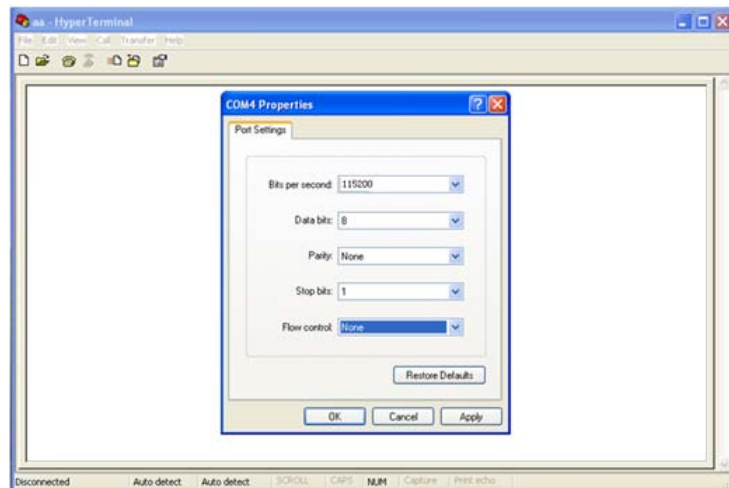 aa - HyperTerminal
File Edit View Call Transfer Help
COM4 Properties
Port Settings
Bits per second: 115200
Data bits: 8
Parity: None
Stop bits: 1
Flow control: None
Restore Defaults
OK Cancel Apply
Disconnected Auto detect Auto detect SCROLL CAPS NUM Capture Print echo